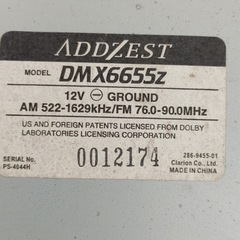 ADDZEST
MODEL DMX6655z
12V ⊖ GROUND
AM 522-1629kHz/FM 76.0-90.0MHz
US AND FOREIGN PATENTS LICENSED FROM DOLBY
LABORATORIES LICENSING CORPORATION.
SERIAL No.
PS-4044H
0012174
286-9455-01
Clarion Co., Ltd.
MADE IN CHINA